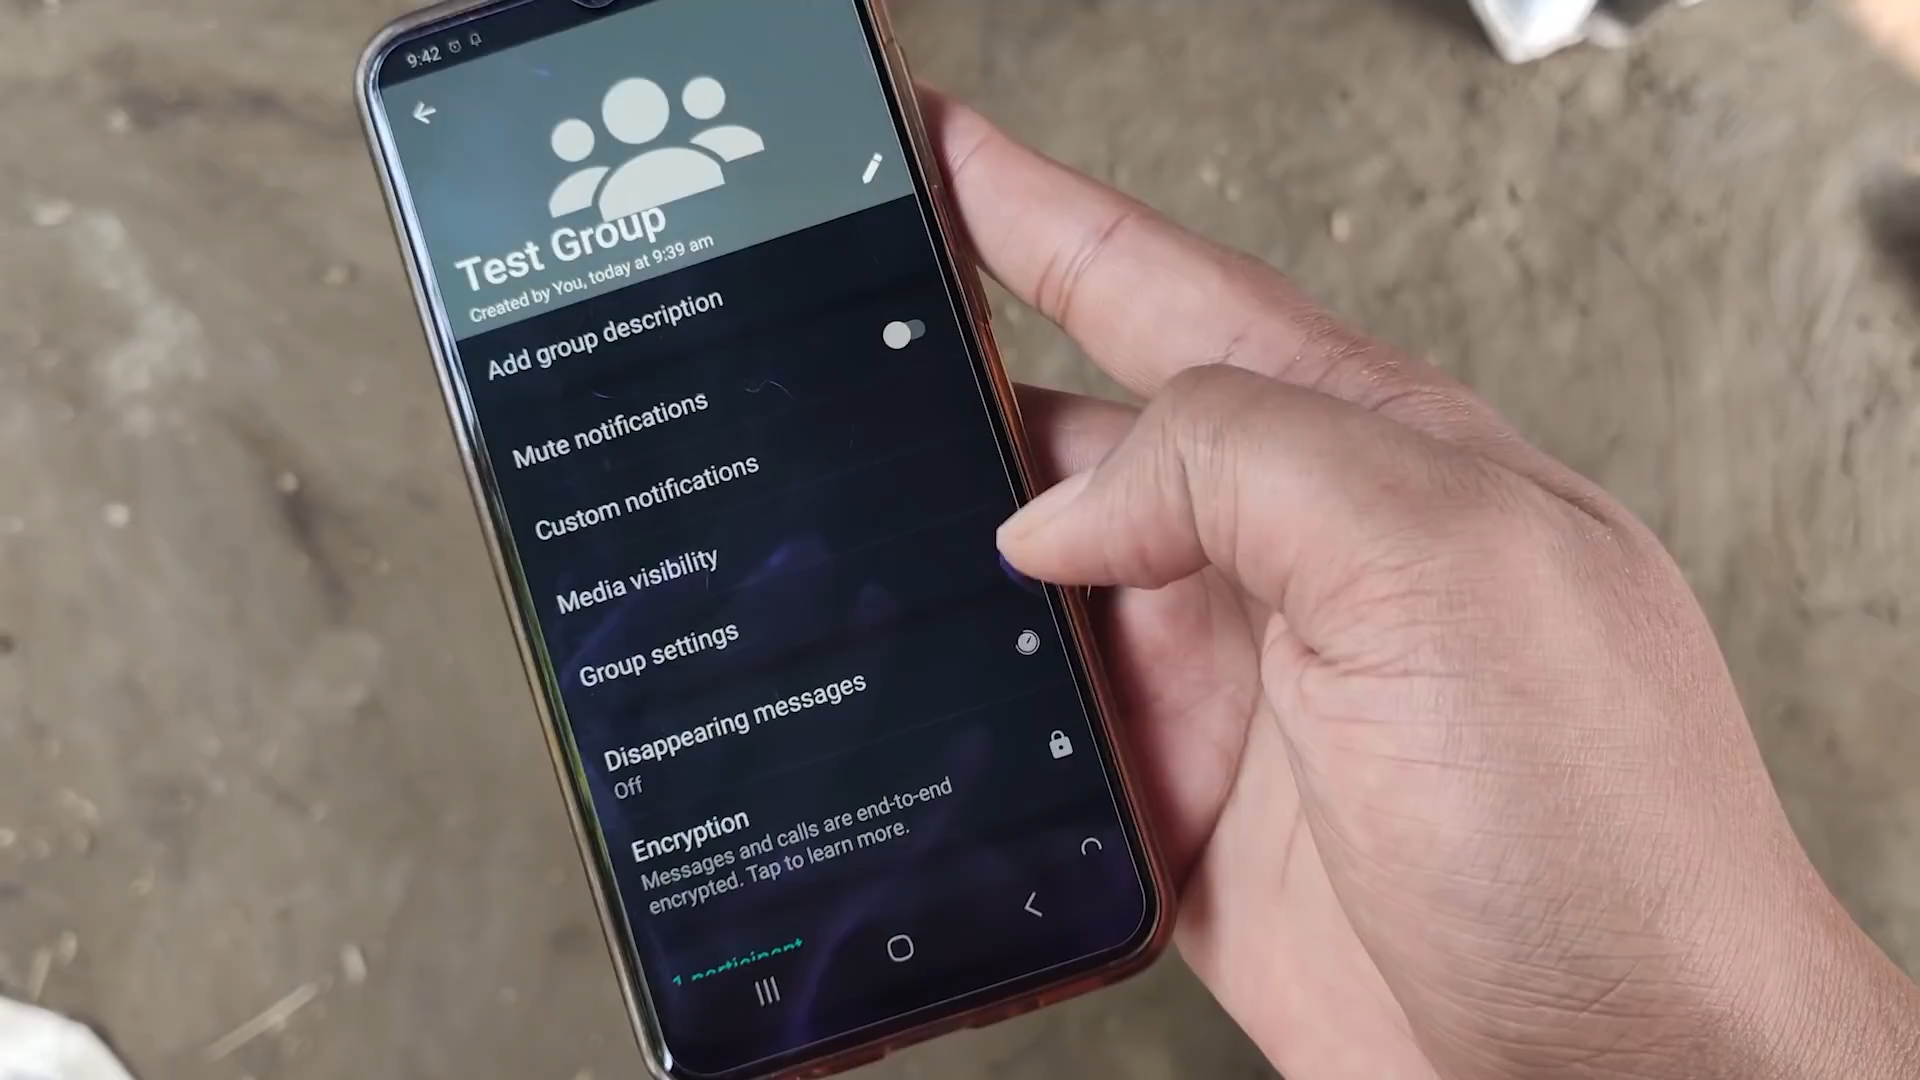 9:42
Test Group
Created by You, today at 9:39 am
Add group description
Mute notifications
Custom notifications
Media visibility
Group settings
Disappearing messages
Off
Encryption
Messages and calls are end-to-end
encrypted. Tap to learn more.
1 participant